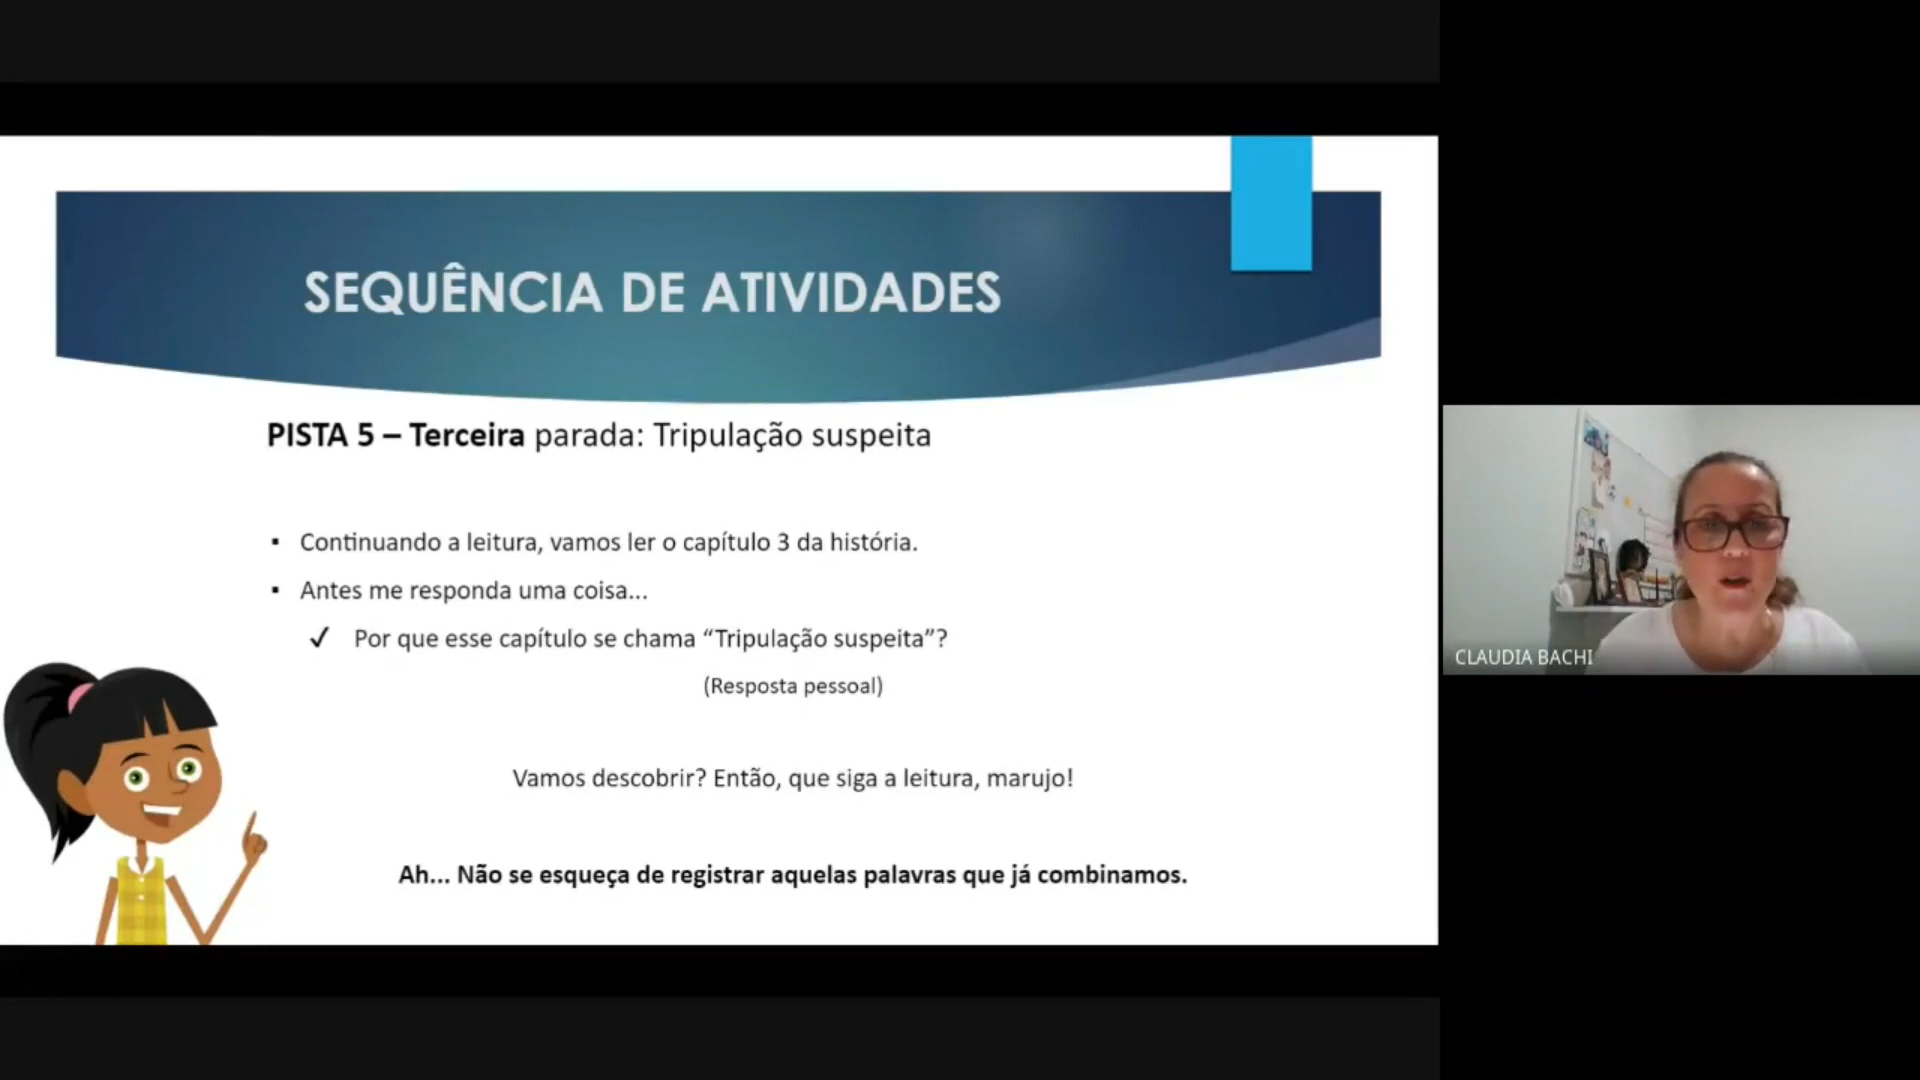 SEQUÊNCIA DE ATIVIDADES
PISTA 5 – Terceira parada: Tripulação suspeita
▪ Continuando a leitura, vamos ler o capítulo 3 da história.
▪ Antes me responda uma coisa...
✓ Por que esse capítulo se chama “Tripulação suspeita”?
(Resposta pessoal)
Vamos descobrir? Então, que siga a leitura, marujo!
Ah... Não se esqueça de registrar aquelas palavras que já combinamos.
CLAUDIA BACHI